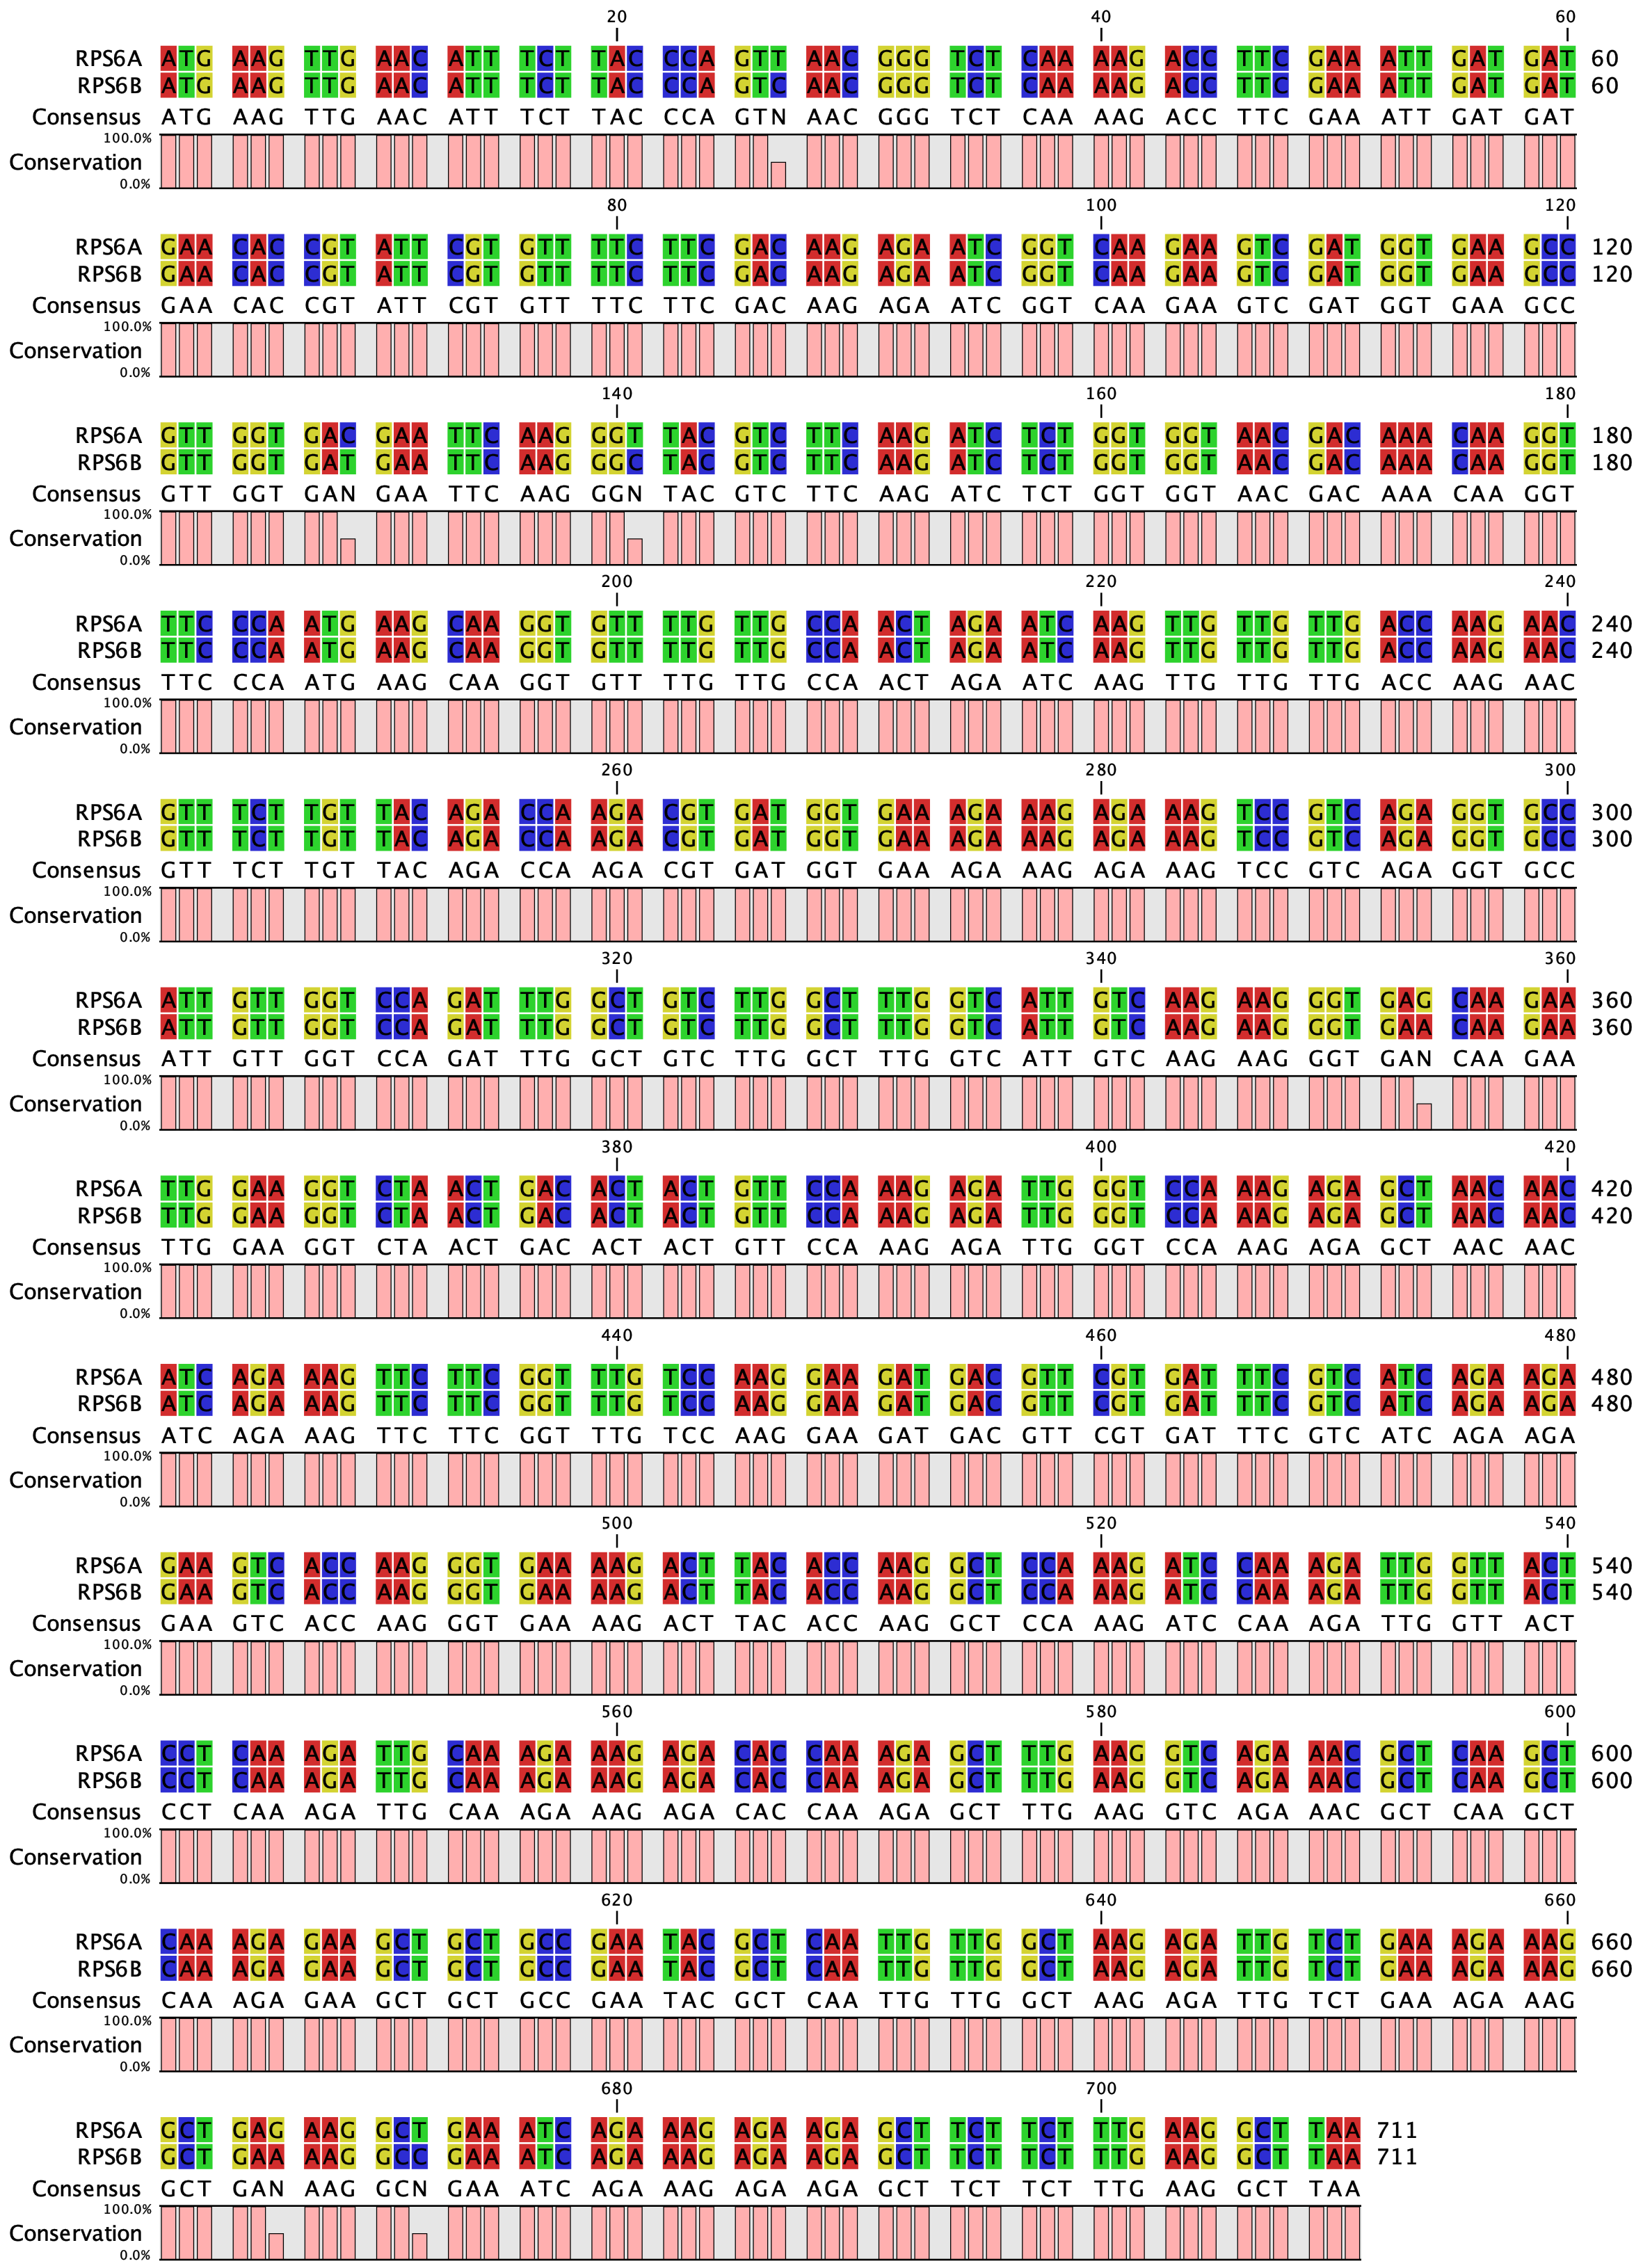 20 40 60
RPS6A ATG AAG TTG AAC ATT TCT TAC CCA GTT AAC GGG TCT CAA AAG ACC TTC GAA ATT GAT GAT 60
RPS6B ATG AAG TTG AAC ATT TCT TAC CCA GTC AAC GGG TCT CAA AAG ACC TTC GAA ATT GAT GAT 60
Consensus ATG AAG TTG AAC ATT TCT TAC CCA GTN AAC GGG TCT CAA AAG ACC TTC GAA ATT GAT GAT
100.0%
Conservation
0.0%
80 100 120
RPS6A GAA CAC CGT ATT CGT GTT TTC TTC GAC AAG AGA ATC GGT CAA GAA GTC GAT GGT GAA GCC 120
RPS6B GAA CAC CGT ATT CGT GTT TTC TTC GAC AAG AGA ATC GGT CAA GAA GTC GAT GGT GAA GCC 120
Consensus GAA CAC CGT ATT CGT GTT TTC TTC GAC AAG AGA ATC GGT CAA GAA GTC GAT GGT GAA GCC
100.0%
Conservation
0.0%
140 160 180
RPS6A GTT GGT GAC GAA TTC AAG GGT TAC GTC TTC AAG ATC TCT GGT GGT AAC GAC AAA CAA GGT 180
RPS6B GTT GGT GAT GAA TTC AAG GGC TAC GTC TTC AAG ATC TCT GGT GGT AAC GAC AAA CAA GGT 180
Consensus GTT GGT GAN GAA TTC AAG GGN TAC GTC TTC AAG ATC TCT GGT GGT AAC GAC AAA CAA GGT
100.0%
Conservation
0.0%
200 220 240
RPS6A TTC CCA ATG AAG CAA GGT GTT TTG TTG CCA ACT AGA ATC AAG TTG TTG TTG ACC AAG AAC 240
RPS6B TTC CCA ATG AAG CAA GGT GTT TTG TTG CCA ACT AGA ATC AAG TTG TTG TTG ACC AAG AAC 240
Consensus TTC CCA ATG AAG CAA GGT GTT TTG TTG CCA ACT AGA ATC AAG TTG TTG TTG ACC AAG AAC
100.0%
Conservation
0.0%
260 280 300
RPS6A GTT TCT TGT TAC AGA CCA AGA CGT GAT GGT GAA AGA AAG AGA AAG TCC GTC AGA GGT GCC 300
RPS6B GTT TCT TGT TAC AGA CCA AGA CGT GAT GGT GAA AGA AAG AGA AAG TCC GTC AGA GGT GCC 300
Consensus GTT TCT TGT TAC AGA CCA AGA CGT GAT GGT GAA AGA AAG AGA AAG TCC GTC AGA GGT GCC
100.0%
Conservation
0.0%
320 340 360
RPS6A ATT GTT GGT CCA GAT TTG GCT GTC TTG GCT TTG GTC ATT GTC AAG AAG GGT GAG CAA GAA 360
RPS6B ATT GTT GGT CCA GAT TTG GCT GTC TTG GCT TTG GTC ATT GTC AAG AAG GGT GAA CAA GAA 360
Consensus ATT GTT GGT CCA GAT TTG GCT GTC TTG GCT TTG GTC ATT GTC AAG AAG GGT GAN CAA GAA
100.0%
Conservation
0.0%
380 400 420
RPS6A TTG GAA GGT CTA ACT GAC ACT ACT GTT CCA AAG AGA TTG GGT CCA AAG AGA GCT AAC AAC 420
RPS6B TTG GAA GGT CTA ACT GAC ACT ACT GTT CCA AAG AGA TTG GGT CCA AAG AGA GCT AAC AAC 420
Consensus TTG GAA GGT CTA ACT GAC ACT ACT GTT CCA AAG AGA TTG GGT CCA AAG AGA GCT AAC AAC
100.0%
Conservation
0.0%
440 460 480
RPS6A ATC AGA AAG TTC TTC GGT TTG TCC AAG GAA GAT GAC GTT CGT GAT TTC GTC ATC AGA AGA 480
RPS6B ATC AGA AAG TTC TTC GGT TTG TCC AAG GAA GAT GAC GTT CGT GAT TTC GTC ATC AGA AGA 480
Consensus ATC AGA AAG TTC TTC GGT TTG TCC AAG GAA GAT GAC GTT CGT GAT TTC GTC ATC AGA AGA
100.0%
Conservation
0.0%
500 520 540
RPS6A GAA GTC ACC AAG GGT GAA AAG ACT TAC ACC AAG GCT CCA AAG ATC CAA AGA TTG GTT ACT 540
RPS6B GAA GTC ACC AAG GGT GAA AAG ACT TAC ACC AAG GCT CCA AAG ATC CAA AGA TTG GTT ACT 540
Consensus GAA GTC ACC AAG GGT GAA AAG ACT TAC ACC AAG GCT CCA AAG ATC CAA AGA TTG GTT ACT
100.0%
Conservation
0.0%
560 580 600
RPS6A CCT CAA AGA TTG CAA AGA AAG AGA CAC CAA AGA GCT TTG AAG GTC AGA AAC GCT CAA GCT 600
RPS6B CCT CAA AGA TTG CAA AGA AAG AGA CAC CAA AGA GCT TTG AAG GTC AGA AAC GCT CAA GCT 600
Consensus CCT CAA AGA TTG CAA AGA AAG AGA CAC CAA AGA GCT TTG AAG GTC AGA AAC GCT CAA GCT
100.0%
Conservation
0.0%
620 640 660
RPS6A CAA AGA GAA GCT GCT GCC GAA TAC GCT CAA TTG TTG GCT AAG AGA TTG TCT GAA AGA AAG 660
RPS6B CAA AGA GAA GCT GCT GCC GAA TAC GCT CAA TTG TTG GCT AAG AGA TTG TCT GAA AGA AAG 660
Consensus CAA AGA GAA GCT GCT GCC GAA TAC GCT CAA TTG TTG GCT AAG AGA TTG TCT GAA AGA AAG
100.0%
Conservation
0.0%
680 700
RPS6A GCT GAG AAG GCT GAA ATC AGA AAG AGA AGA GCT TCT TCT TTG AAG GCT TAA 711
RPS6B GCT GAA AAG GCC GAA ATC AGA AAG AGA AGA GCT TCT TCT TTG AAG GCT TAA 711
Consensus GCT GAN AAG GCN GAA ATC AGA AAG AGA AGA GCT TCT TCT TTG AAG GCT TAA
100.0%
Conservation
0.0%